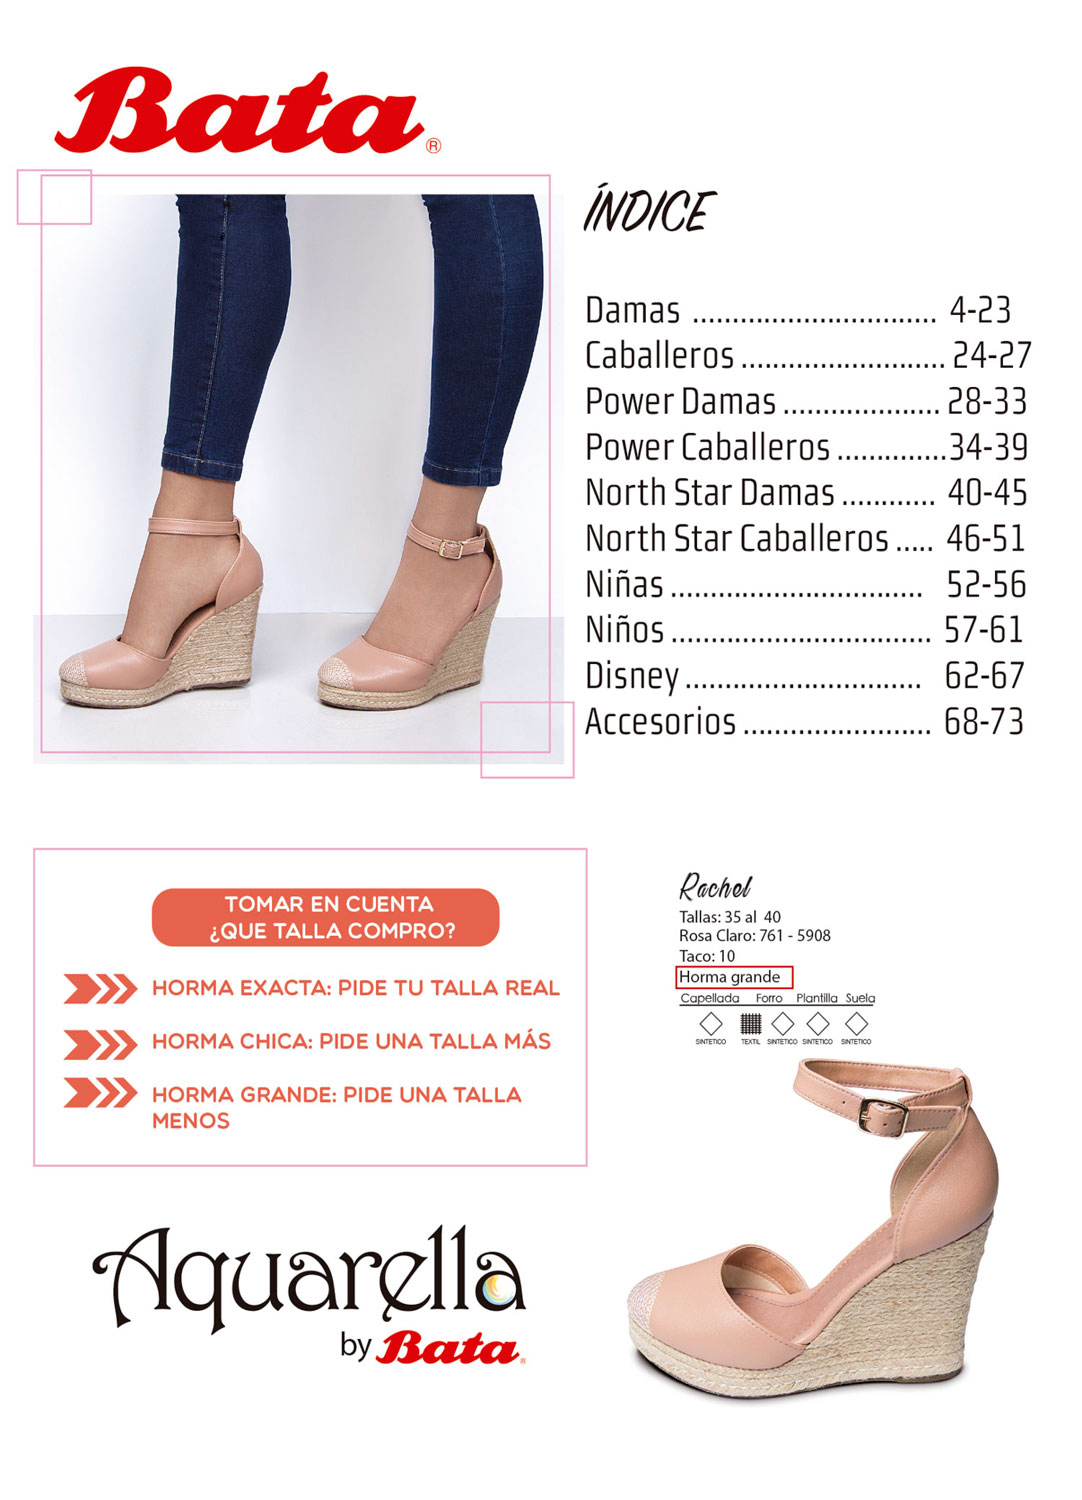 Bata®
ÍNDICE
Damas ............................... 4-23
Caballeros .......................... 24-27
Power Damas .................... 28-33
Power Caballeros ..............34-39
North Star Damas ............ 40-45
North Star Caballeros ..... 46-51
Niñas ................................ 52-56
Niños ................................. 57-61
Disney .............................. 62-67
Accesorios ........................ 68-73
TOMAR EN CUENTA
¿QUE TALLA COMPRO?
HORMA EXACTA: PIDE TU TALLA REAL
HORMA CHICA: PIDE UNA TALLA MÁS
HORMA GRANDE: PIDE UNA TALLA
MENOS
Rachel
Tallas: 35 al 40
Rosa Claro: 761 - 5908
Taco: 10
Horma grande
Capellada Forro Plantilla Suela
SINTETICO TEXTIL SINTETICO SINTETICO SINTETICO
Aquarella
by Bata®